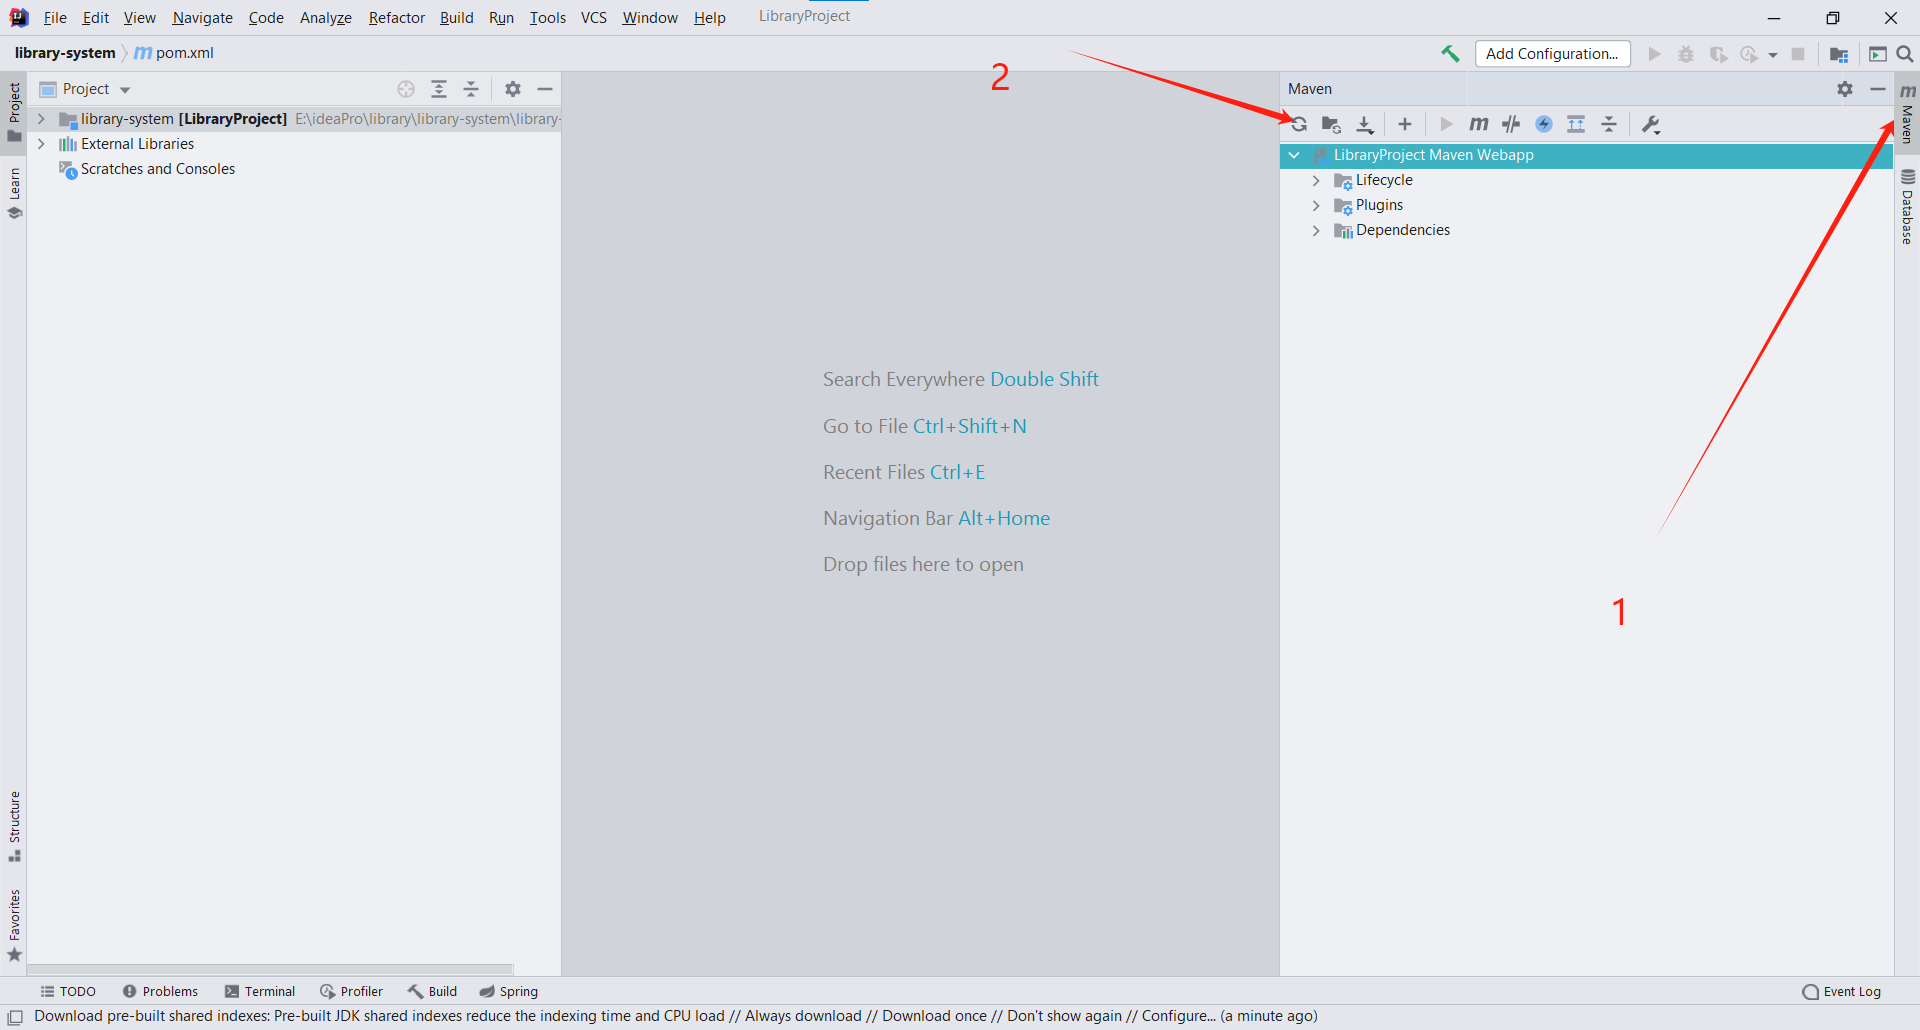 File Edit View Navigate Code Analyze Refactor Build Run Tools VCS Window Help LibraryProject
library-system pom.xml
2
Add Configuration...
Project
Project
Maven
Maven
library-system [LibraryProject] E:\ideaPro\library\library-system\library-
External Libraries
Scratches and Consoles
LibraryProject Maven Webapp
Lifecycle
Plugins
Dependencies
Learn
Database
Search Everywhere Double Shift
Go to File Ctrl+Shift+N
Recent Files Ctrl+E
Navigation Bar Alt+Home
Drop files here to open
1
Structure
Favorites
TODO Problems Terminal Profiler Build Spring Event Log
Download pre-built shared indexes: Pre-built JDK shared indexes reduce the indexing time and CPU load // Always download // Download once // Don't show again // Configure... (a minute ago)